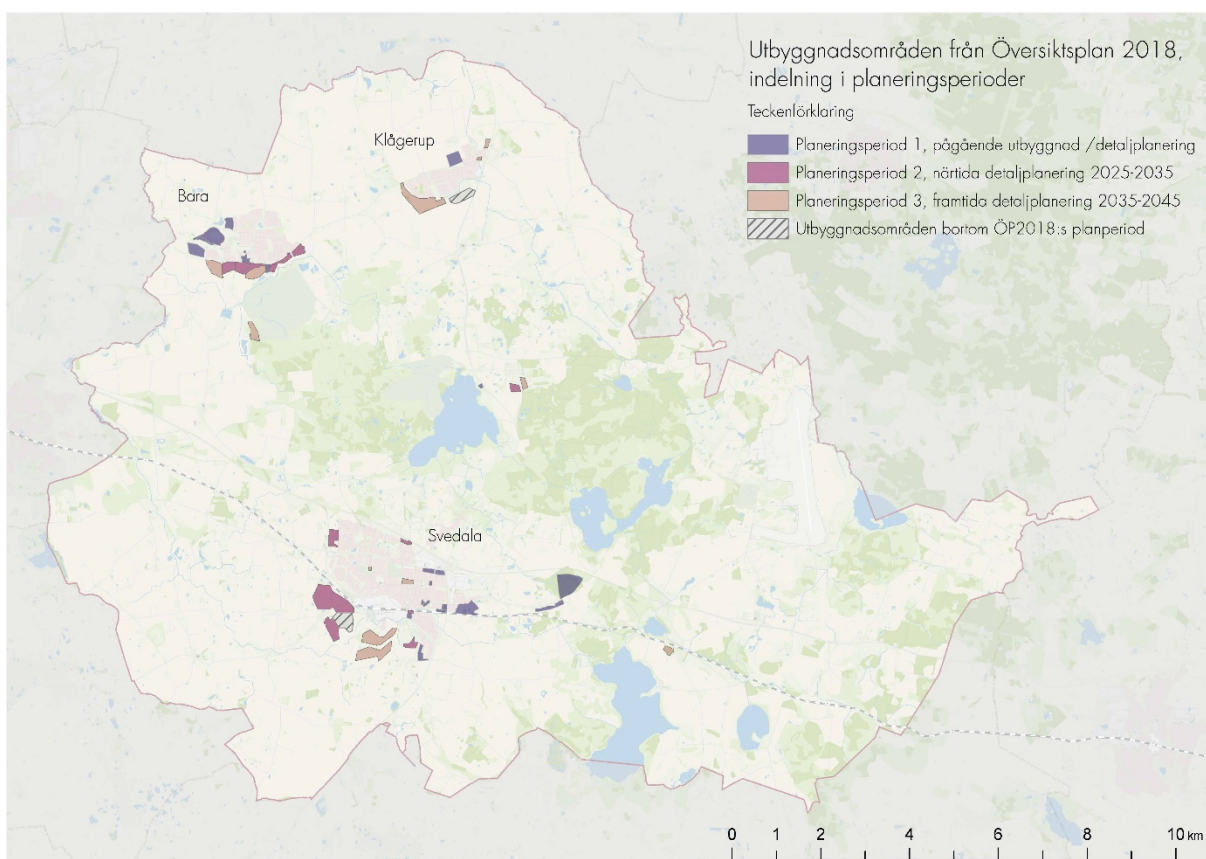 Utbyggnadsområden från Översiktsplan 2018,
indelning i planeringsperioder
Teckenförklaring
Planeringsperiod 1, pågående utbyggnad /detaljplanering
Planeringsperiod 2, närtida detaljplanering 2025-2035
Planeringsperiod 3, framtida detaljplanering 2035-2045
Utbyggnadsområden bortom ÖP2018:s planperiod
Klågerup
Bara
Svedala
0 1 2 4 6 8 10 km